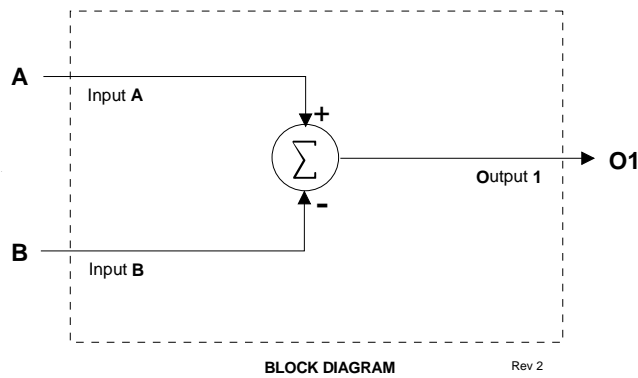 A
Input A
+
Σ
O1
Output 1
-
B
Input B
BLOCK DIAGRAM
Rev 2